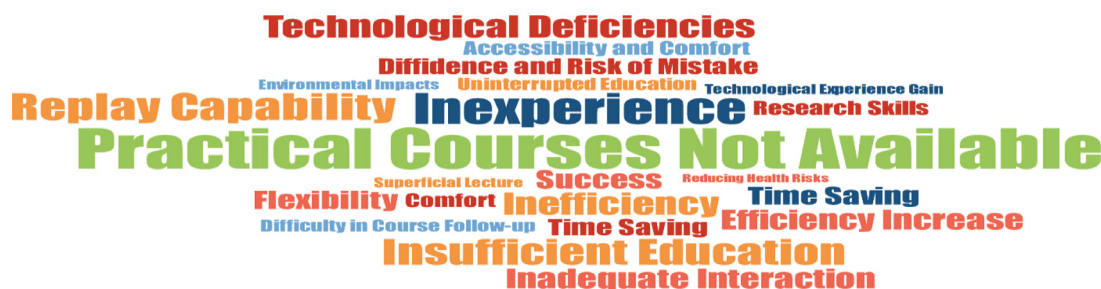 Technological Deficiencies
Accessibility and Comfort
Diffidence and Risk of Mistake
Environmental Impacts Uninterrupted Education Technological Experience Gain
Replay Capability Inexperience Research Skills
Practical Courses Not Available
Superficial Lecture Success Reducing Health Risks
Flexibility Comfort Inefficiency Time Saving
Difficulty in Course Follow-up Time Saving Efficiency Increase
Insufficient Education
Inadequate Interaction